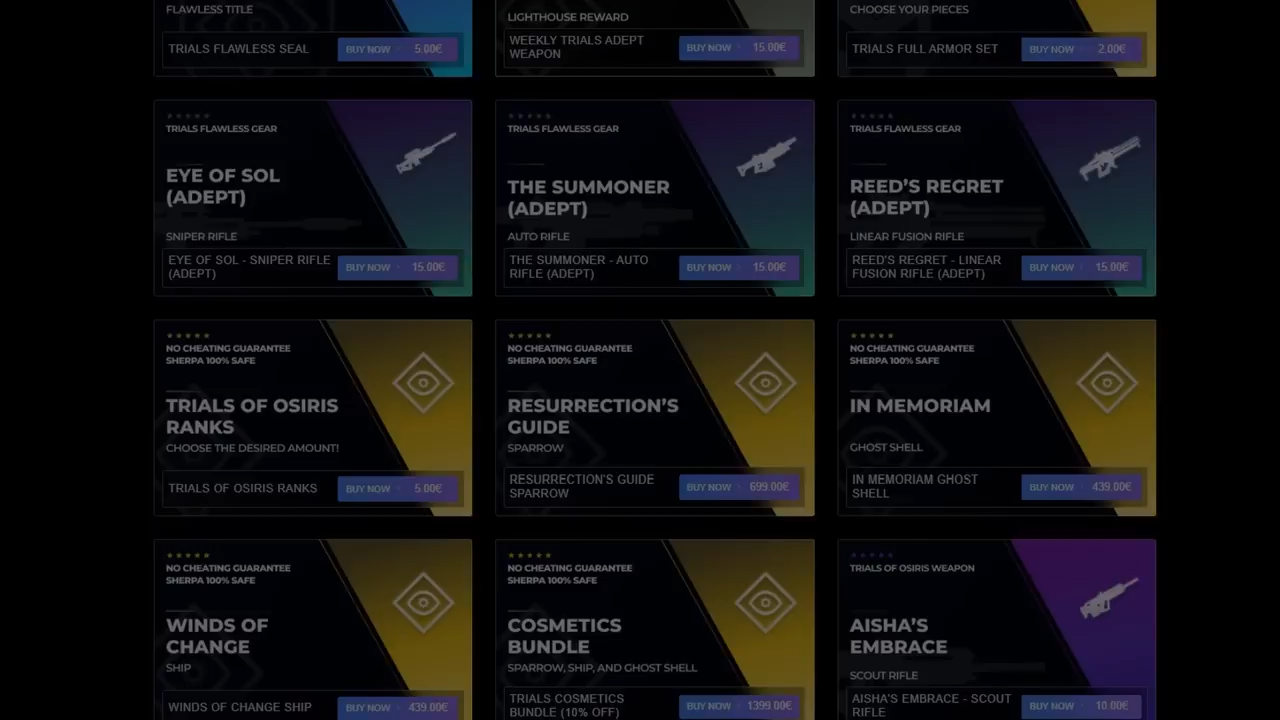 FLAWLESS TITLE
TRIALS FLAWLESS SEAL
BUY NOW
5.00€
LIGHTHOUSE REWARD
WEEKLY TRIALS ADEPT
WEAPON
BUY NOW
15.00€
CHOOSE YOUR PIECES
TRIALS FULL ARMOR SET
BUY NOW
2.00€
TRIALS FLAWLESS GEAR
EYE OF SOL
(ADEPT)
SNIPER RIFLE
EYE OF SOL - SNIPER RIFLE
(ADEPT)
BUY NOW
15.00€
TRIALS FLAWLESS GEAR
THE SUMMONER
(ADEPT)
AUTO RIFLE
THE SUMMONER - AUTO
RIFLE (ADEPT)
BUY NOW
15.00€
TRIALS FLAWLESS GEAR
REED’S REGRET
(ADEPT)
LINEAR FUSION RIFLE
REED'S REGRET - LINEAR
FUSION RIFLE (ADEPT)
BUY NOW
15.00€
NO CHEATING GUARANTEE
SHERPA 100% SAFE
TRIALS OF OSIRIS
RANKS
CHOOSE THE DESIRED AMOUNT!
TRIALS OF OSIRIS RANKS
BUY NOW
5.00€
NO CHEATING GUARANTEE
SHERPA 100% SAFE
RESURRECTION’S
GUIDE
SPARROW
RESURRECTION'S GUIDE
SPARROW
BUY NOW
699.00€
NO CHEATING GUARANTEE
SHERPA 100% SAFE
IN MEMORIAM
GHOST SHELL
IN MEMORIAM GHOST
SHELL
BUY NOW
439.00€
NO CHEATING GUARANTEE
SHERPA 100% SAFE
WINDS OF
CHANGE
SHIP
WINDS OF CHANGE SHIP
BUY NOW
439.00€
NO CHEATING GUARANTEE
SHERPA 100% SAFE
COSMETICS
BUNDLE
SPARROW, SHIP, AND GHOST SHELL
TRIALS COSMETICS
BUNDLE (10% OFF)
BUY NOW
1399.00€
TRIALS OF OSIRIS WEAPON
AISHA’S
EMBRACE
SCOUT RIFLE
AISHA'S EMBRACE - SCOUT
RIFLE
BUY NOW
10.00€